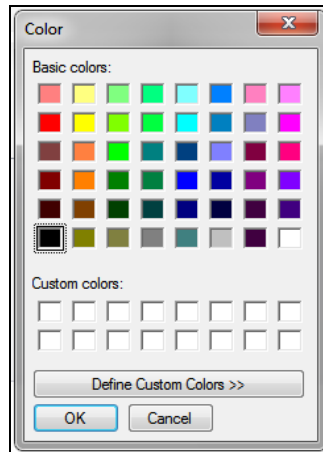 Color
Basic colors:
Custom colors:
Define Custom Colors >>
OK Cancel